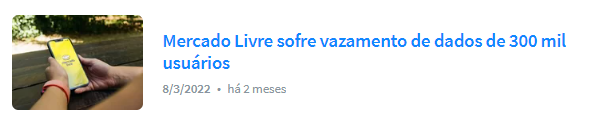 Mercado Livre sofre vazamento de dados de 300 mil
usuários
8/3/2022 • há 2 meses